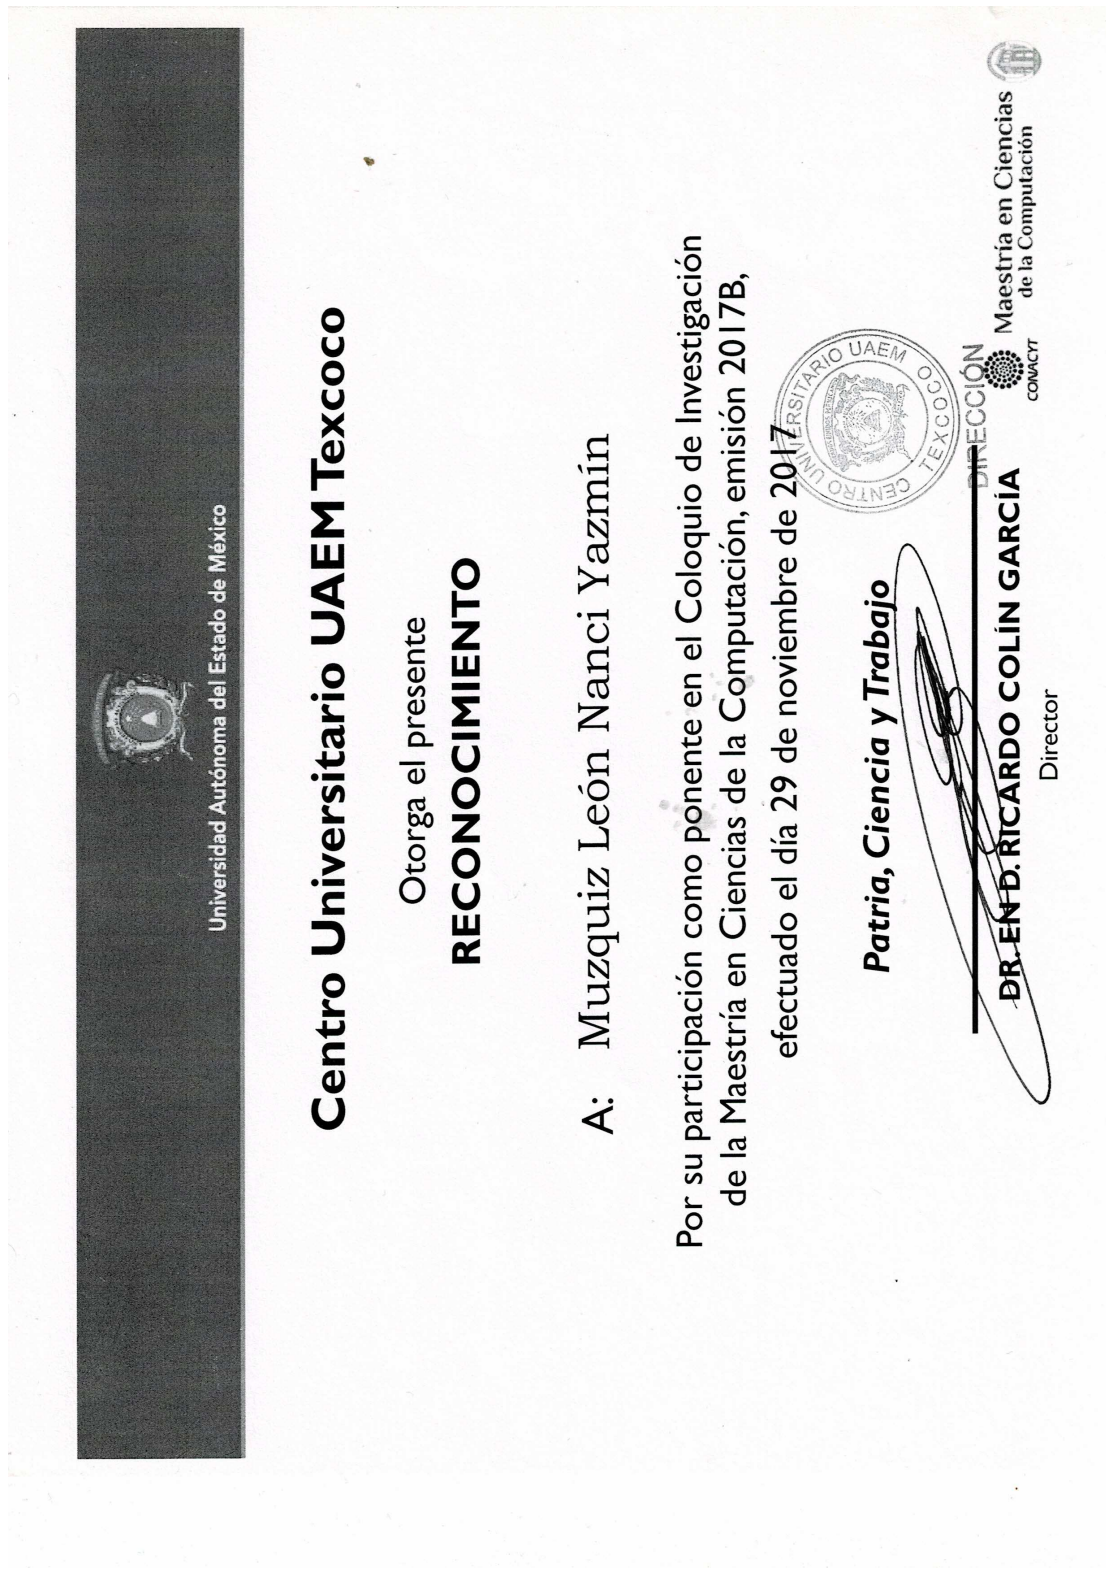 Universidad Autónoma del Estado de México
Centro Universitario UAEM Texcoco
Otorga el presente
RECONOCIMIENTO
A: Muzquiz León Nanci Yazmín
Por su participación como ponente en el Coloquio de Investigación
de la Maestría en Ciencias de la Computación, emisión 2017B,
efectuado el día 29 de noviembre de 2017
Patria, Ciencia y Trabajo
CENTRO UNIVERSITARIO UAEM TEXCOCO
DIRECCIÓN
DR. EN D. RICARDO COLÍN GARCÍA
Director
CONACYT
Maestría en Ciencias
de la Computación